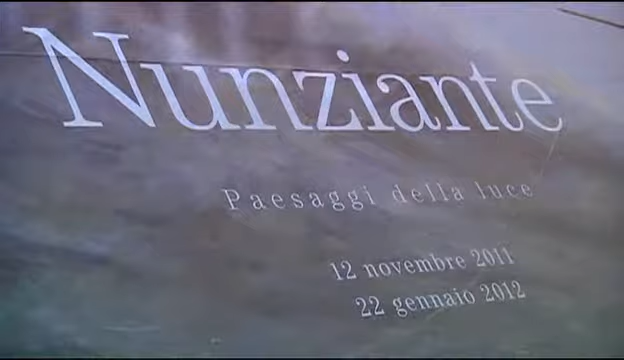 Nunziante
Paesaggi della luce
12 novembre 2011
22 gennaio 2012